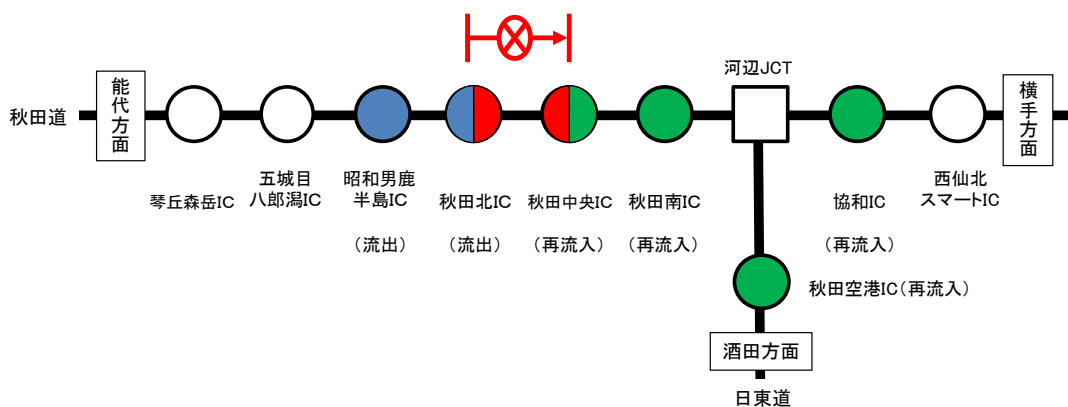 河辺JCT
秋田道
能代方面
横手方面
琴丘森岳IC
五城目
八郎潟IC
昭和男鹿
半島IC
（流出）
秋田北IC
（流出）
秋田中央IC
（再流入）
秋田南IC
（再流入）
協和IC
（再流入）
西仙北
スマートIC
秋田空港IC（再流入）
酒田方面
日東道